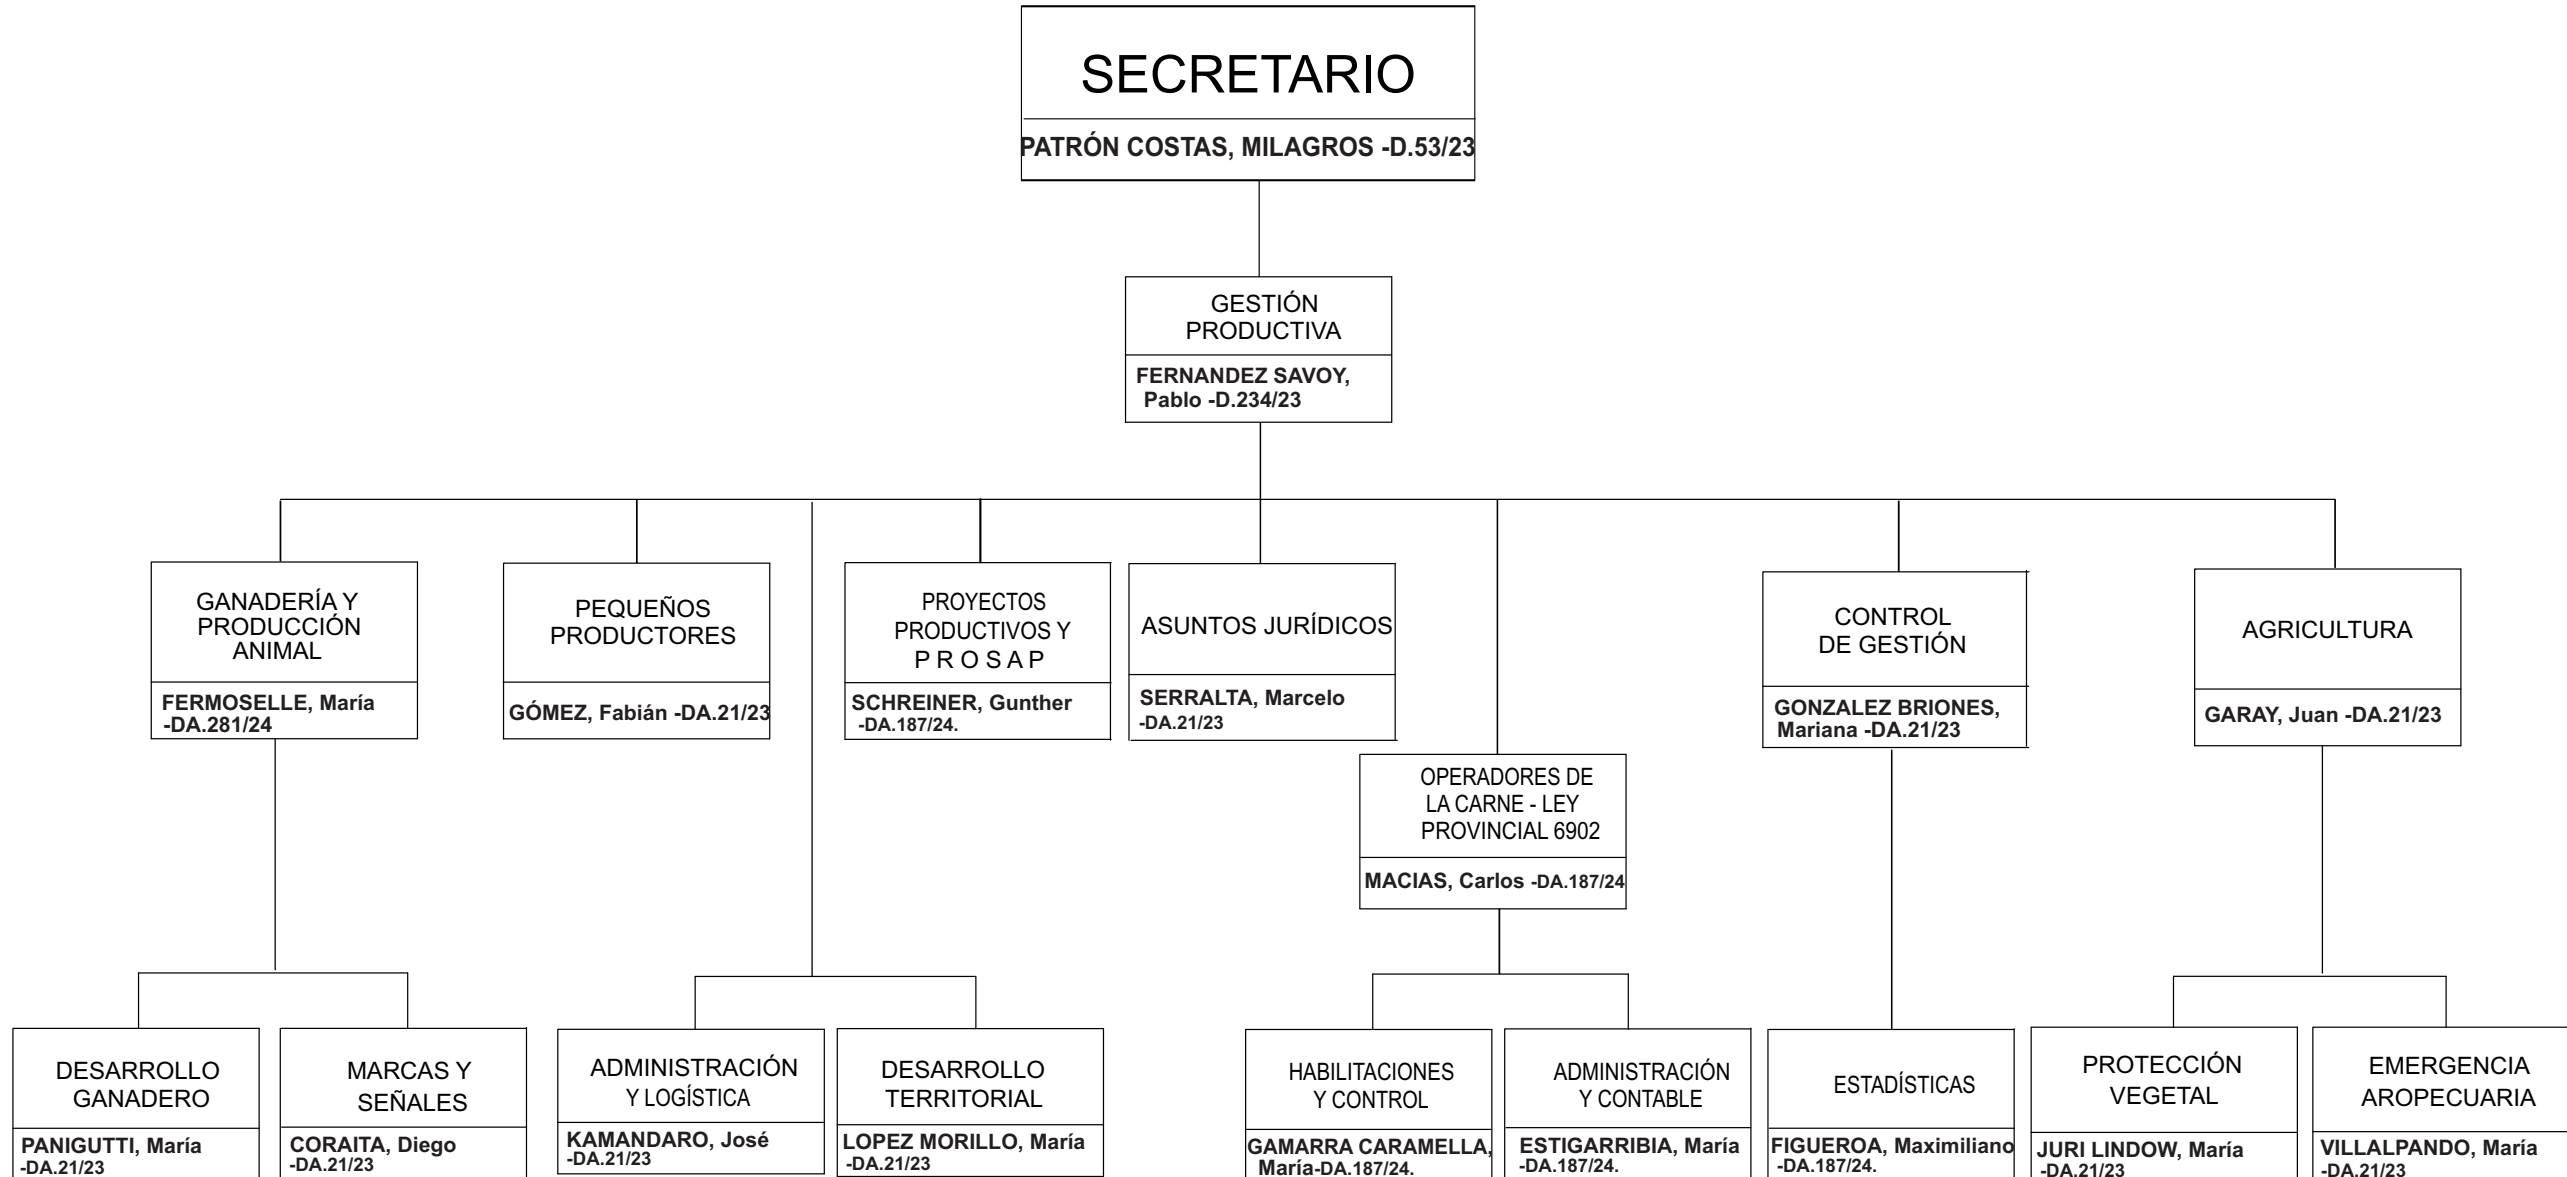 SECRETARIO
PATRÓN COSTAS, MILAGROS -D.53/23
GESTIÓN
PRODUCTIVA
FERNANDEZ SAVOY,
Pablo -D.234/23
GANADERÍA Y
PRODUCCIÓN
ANIMAL
FERMOSELLE, María
-DA.281/24
PEQUEÑOS
PRODUCTORES
GÓMEZ, Fabián -DA.21/23
PROYECTOS
PRODUCTIVOS Y
P R O S A P
SCHREINER, Gunther
-DA.187/24.
ASUNTOS JURÍDICOS
SERRALTA, Marcelo
-DA.21/23
CONTROL
DE GESTIÓN
GONZALEZ BRIONES,
Mariana -DA.21/23
AGRICULTURA
GARAY, Juan -DA.21/23
OPERADORES DE
LA CARNE - LEY
PROVINCIAL 6902
MACIAS, Carlos -DA.187/24
DESARROLLO
GANADERO
PANIGUTTI, María
-DA.21/23
MARCAS Y
SEÑALES
CORAITA, Diego
-DA.21/23
ADMINISTRACIÓN
Y LOGÍSTICA
KAMANDARO, José
-DA.21/23
DESARROLLO
TERRITORIAL
LOPEZ MORILLO, María
-DA.21/23
HABILITACIONES
Y CONTROL
GAMARRA CARAMELLA,
María-DA.187/24.
ADMINISTRACIÓN
Y CONTABLE
ESTIGARRIBIA, María
-DA.187/24.
ESTADÍSTICAS
FIGUEROA, Maximiliano
-DA.187/24.
PROTECCIÓN
VEGETAL
JURI LINDOW, María
-DA.21/23
EMERGENCIA
AROPECUARIA
VILLALPANDO, María
-DA.21/23